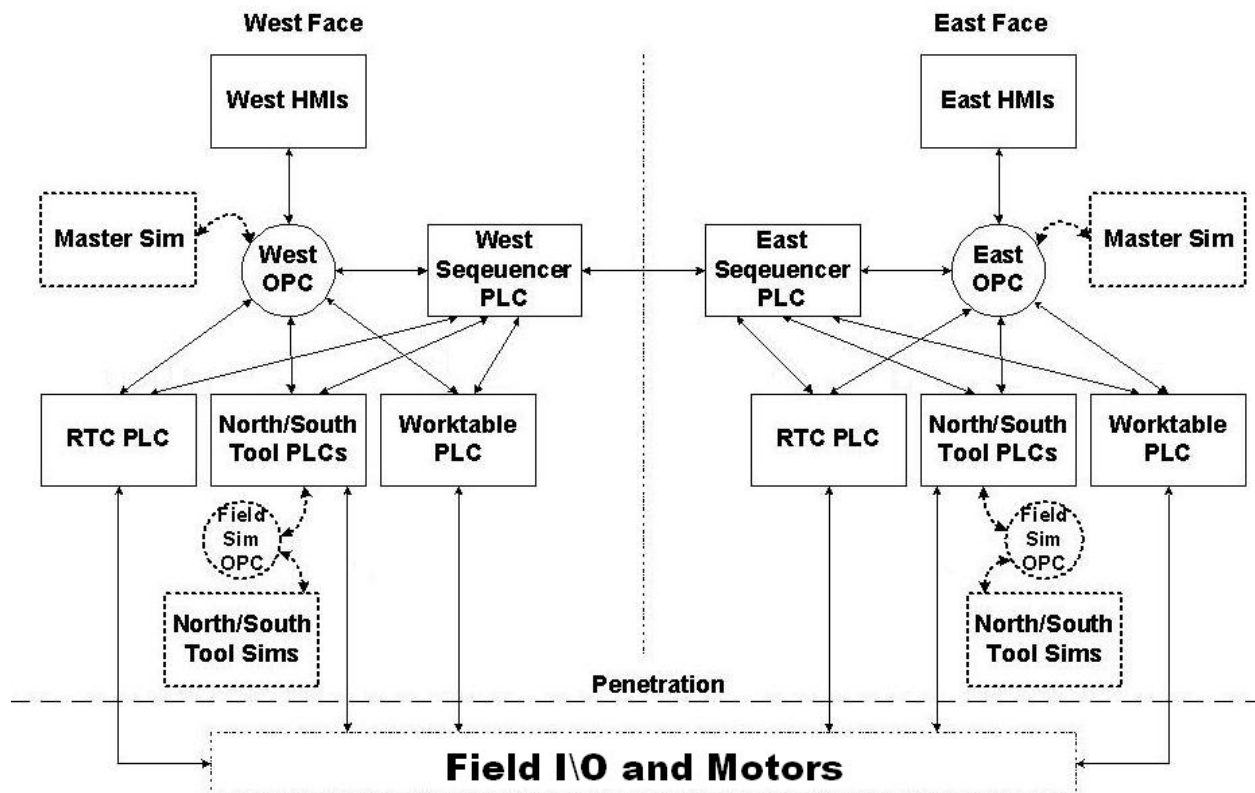 West Face
East Face
West HMIs
East HMIs
Master Sim
West
OPC
West
Seqeuencer
PLC
East
Seqeuencer
PLC
East
OPC
Master Sim
RTC PLC
North/South
Tool PLCs
Worktable
PLC
RTC PLC
North/South
Tool PLCs
Worktable
PLC
Field
Sim
OPC
Field
Sim
OPC
North/South
Tool Sims
North/South
Tool Sims
Penetration
Field I\O and Motors